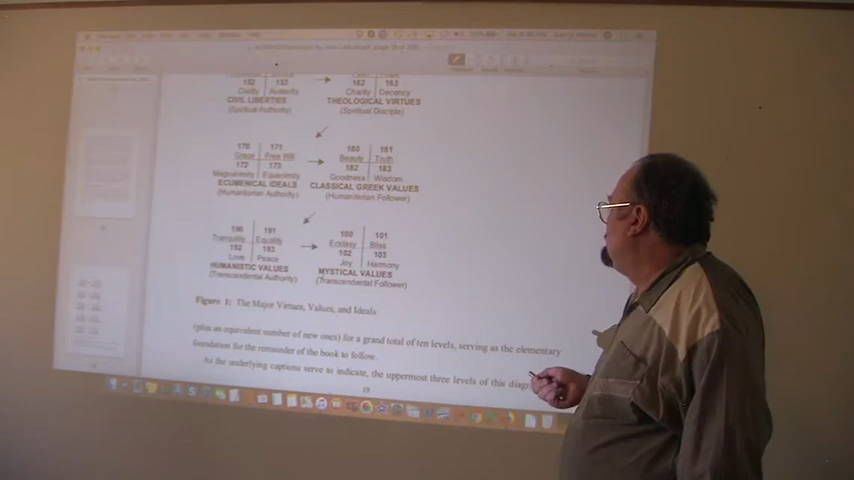 152 153 162 163
Civility Austerity Charity Decency
CIVIL LIBERTIES THEOLOGICAL VIRTUES
(Spiritual Authority) (Spiritual Disciple)
170 171 180 181
Grace Free Will Beauty Truth
172 173 182 183
Magnanimity Equanimity Goodness Wisdom
ECUMENICAL IDEALS CLASSICAL GREEK VALUES
(Humanitarian Authority) (Humanitarian Follower)
190 191 100 101
Tranquility Equality Ecstasy Bliss
192 193 102 103
Love Peace Joy Harmony
HUMANISTIC VALUES MYSTICAL VALUES
(Transcendental Authority) (Transcendental Follower)
Figure 1: The Major Virtues, Values, and Ideals
(plus an equivalent number of new ones) for a grand total of ten levels, serving as the elementary
foundation for the remainder of the book to follow.
As the underlying captions serve to indicate, the uppermost three levels of this
19